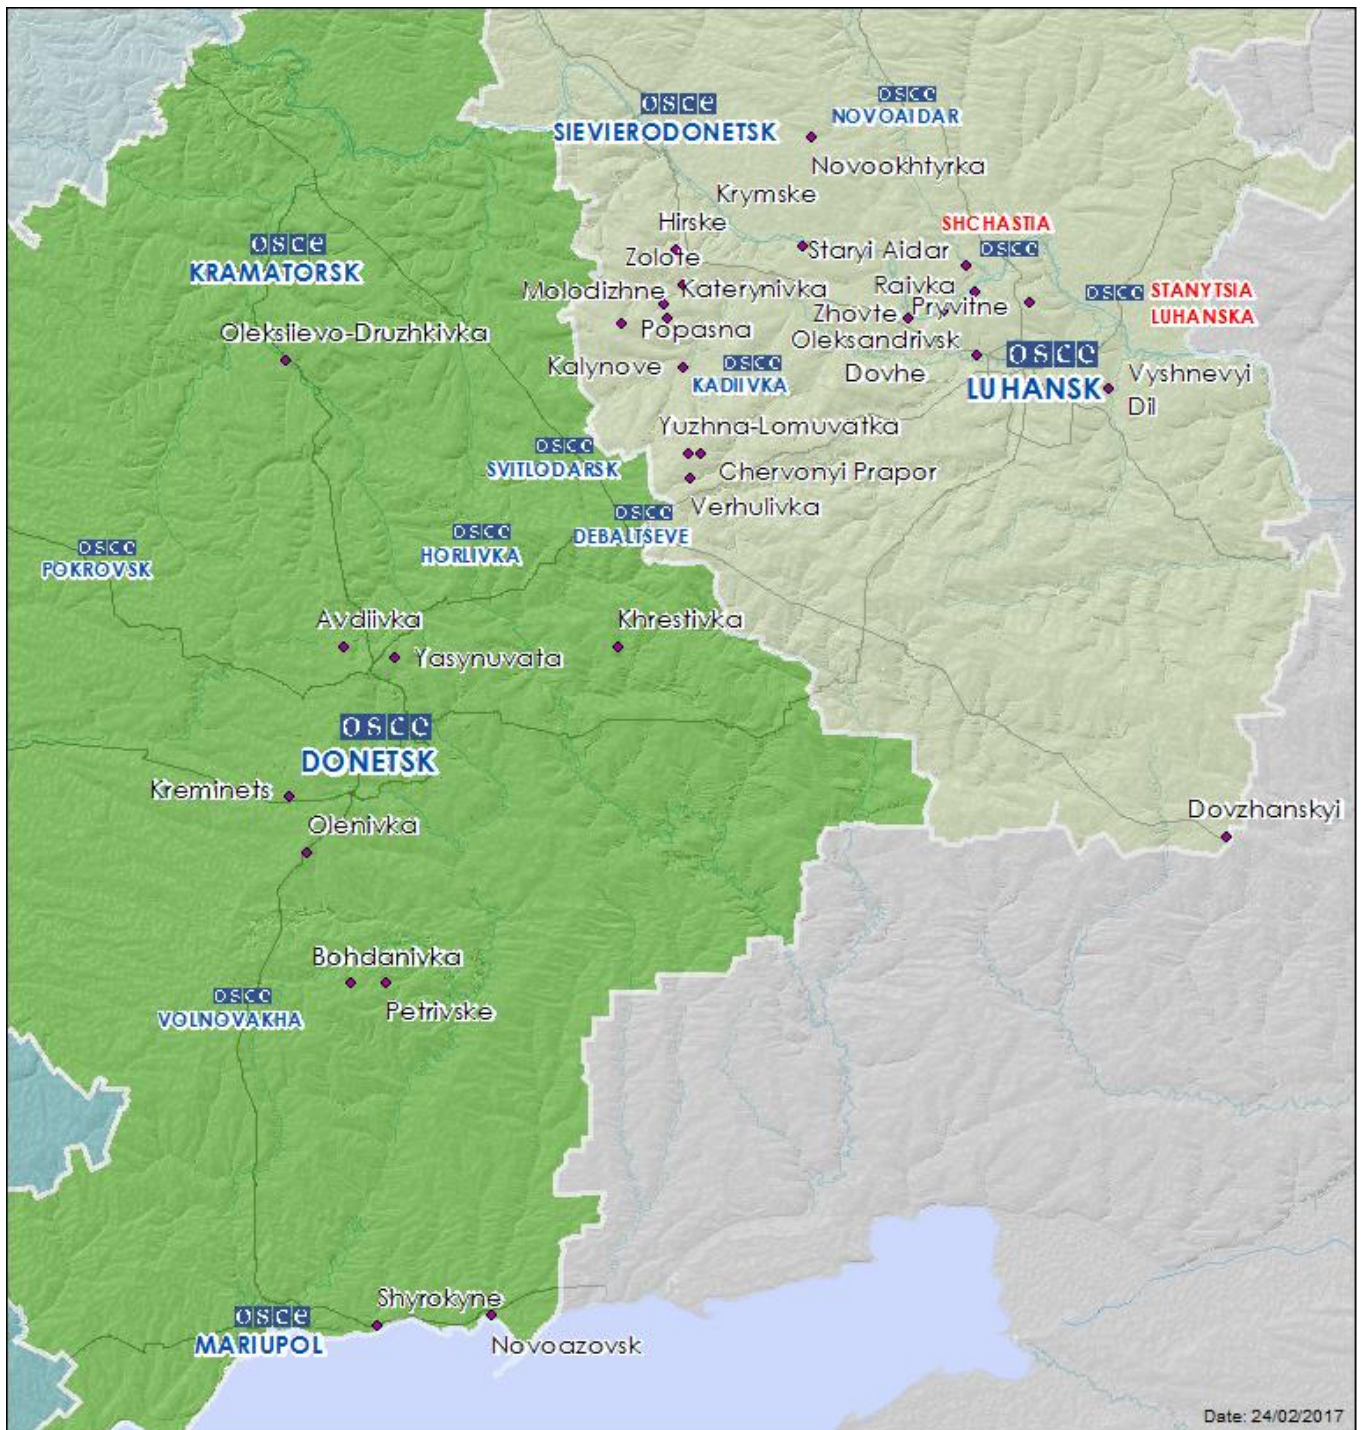 OSCE
SIEVIERODONETSK
OSCE
NOVOAIDAR
Novookhtyrka
Krymske
Hirske
SHCHASTIA
OSCE
OSCE
KRAMATORSK
Zolote
Staryi Aidar
Molodizhne
Katerynivka
Raivka
OSCE
STANYTSIA
LUHANSKA
Zhovte
Pryvitne
Popasna
Oleksandrivsk
Oleksiievo-Druzhkivka
Kalynove
OSCE
KADIIVKA
Dovhe
OSCE
LUHANSK
Vyshnevyi
Dil
Yuzhna-Lomuvatka
OSCE
SVITLODARSK
Chervonyi Prapor
Verhulivka
OSCE
DEBALTSEVE
OSCE
HORLIVKA
OSCE
POKROVSK
Avdiivka
Khrestivka
Yasynuvata
OSCE
DONETSK
Kreminets
Olenivka
Dovzhanskyi
Bohdanivka
Petrivske
OSCE
VOLNOVAKHA
Shyrokyne
OSCE
MARIUPOL
Novoazovsk
Date: 24/02/2017